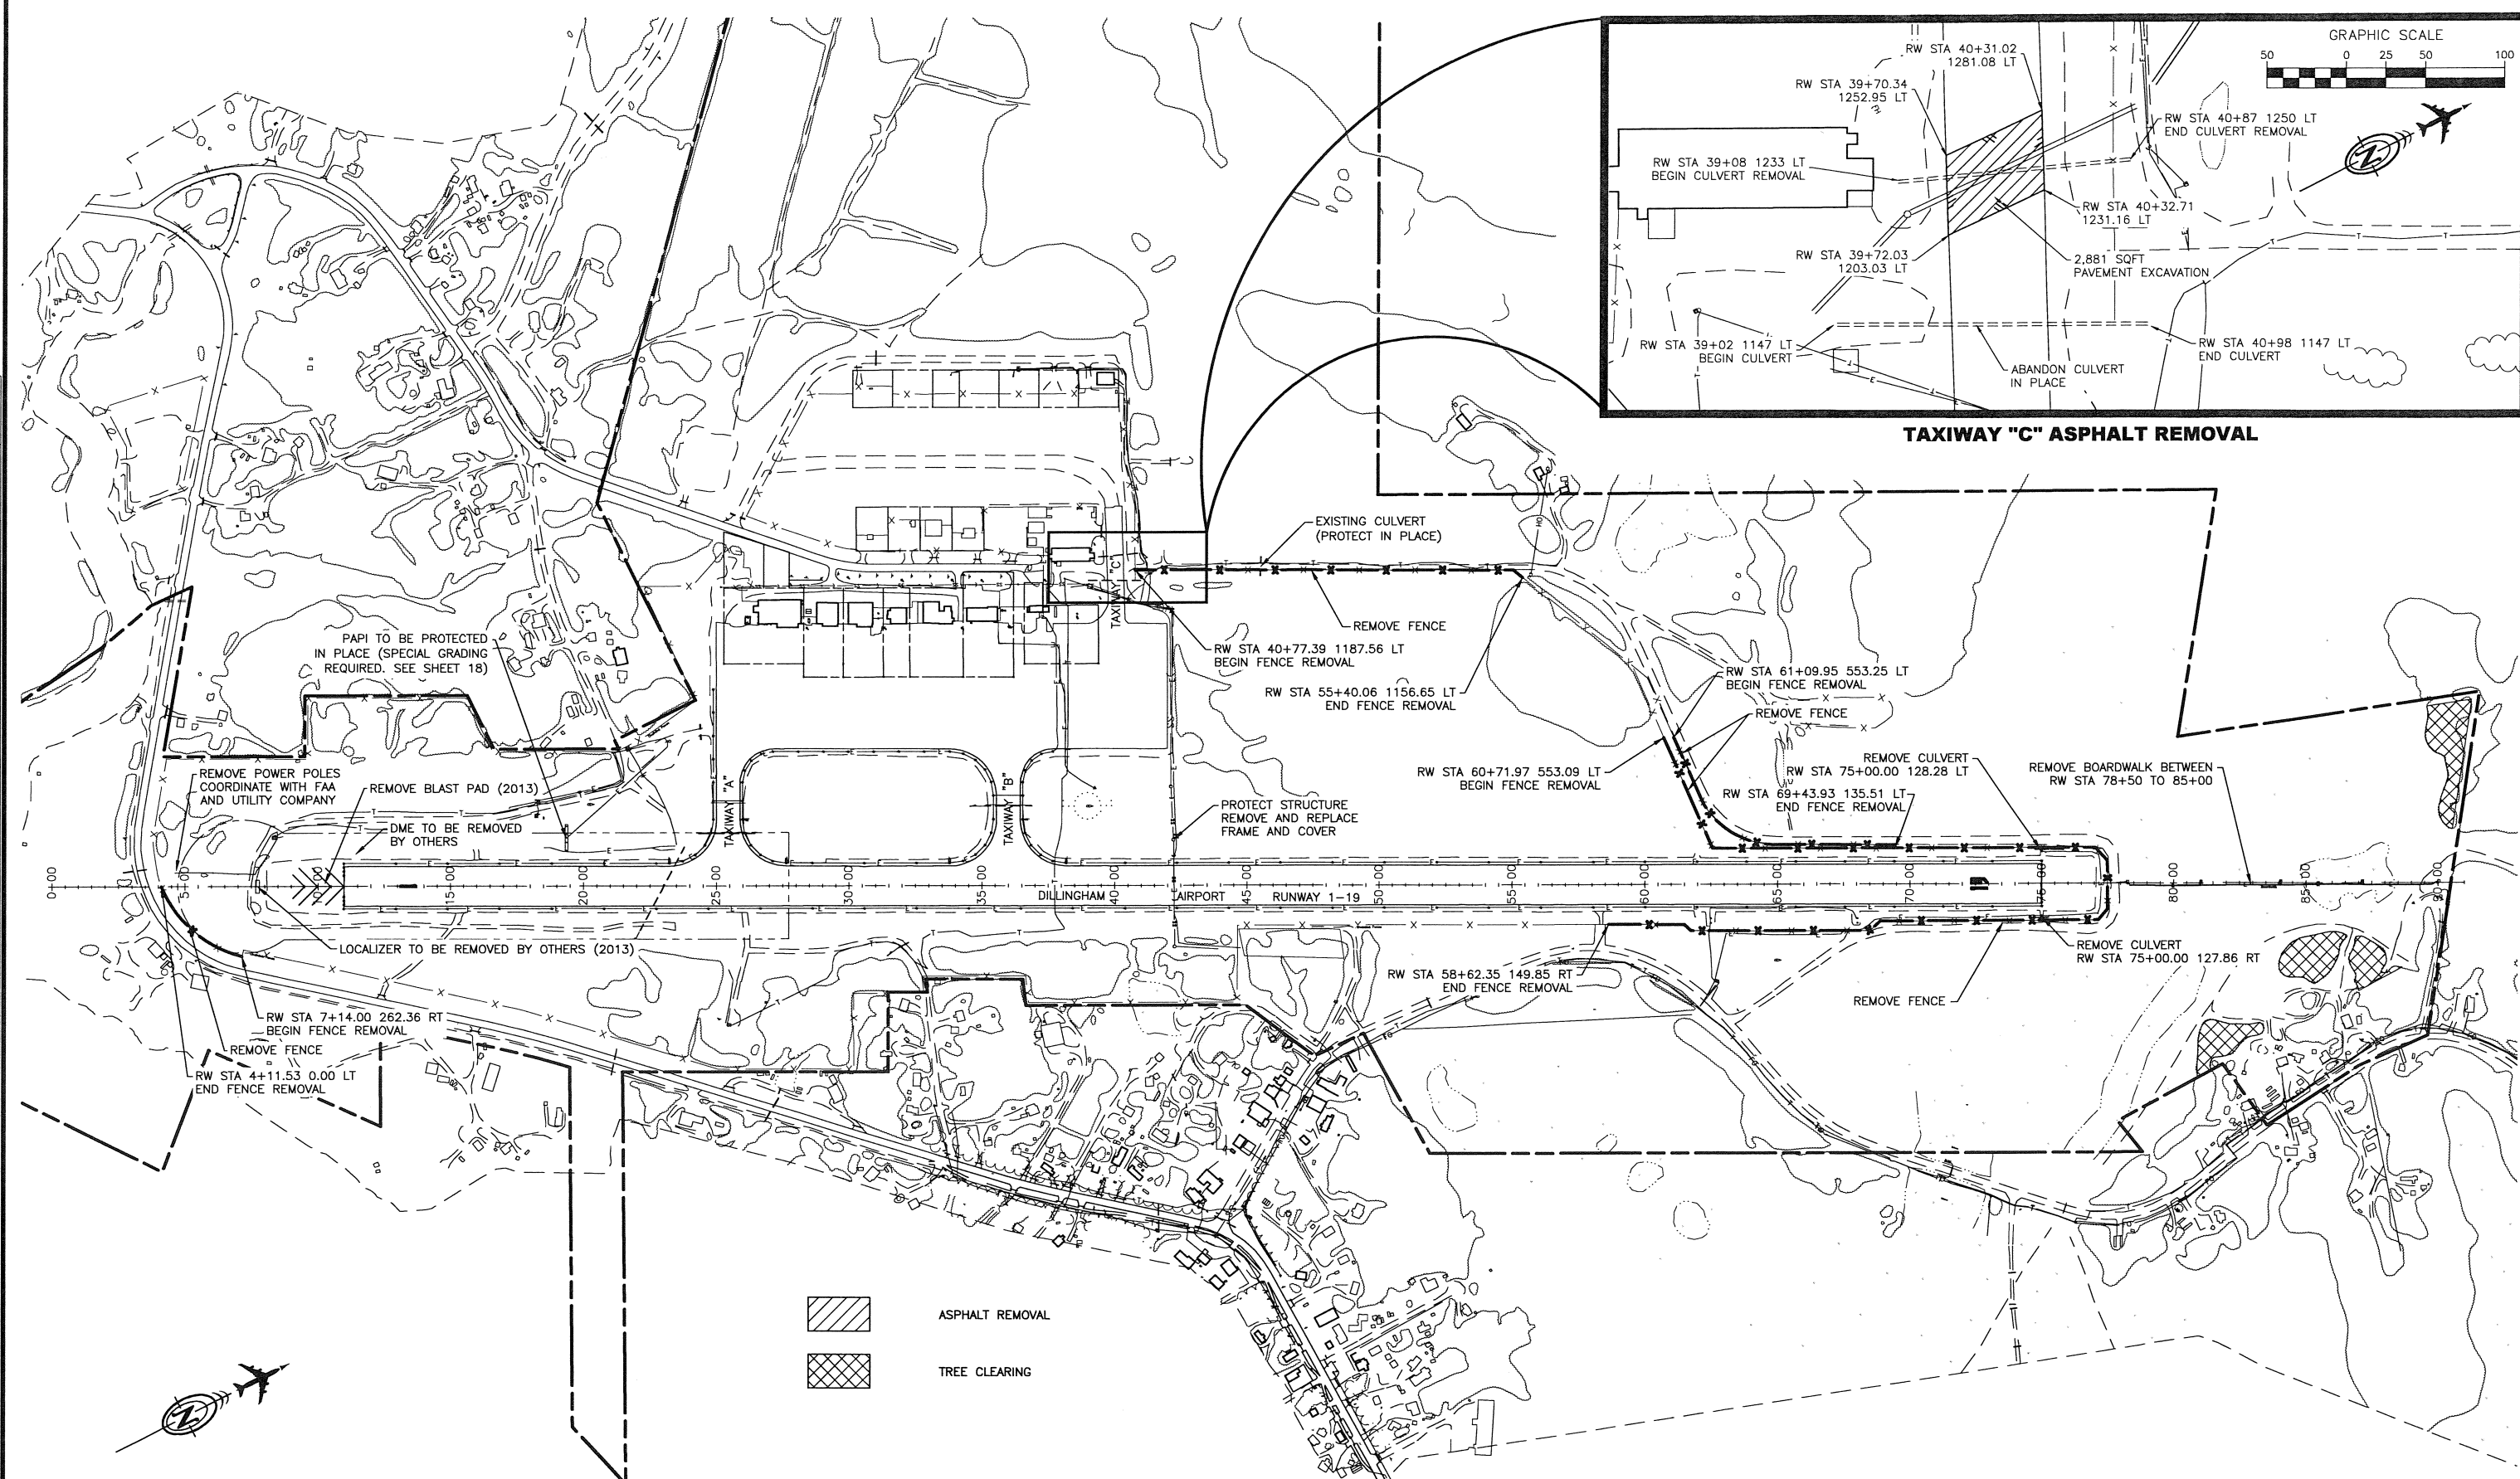 GRAPHIC SCALE
50 0 25 50 100
RW STA 40+31.02
1281.08 LT
RW STA 39+70.34
1252.95 LT
RW STA 40+87 1250 LT
END CULVERT REMOVAL
RW STA 39+08 1233 LT
BEGIN CULVERT REMOVAL
RW STA 40+32.71
1231.16 LT
RW STA 39+72.03
1203.03 LT
2,881 SQFT
PAVEMENT EXCAVATION
RW STA 39+02 1147 LT
BEGIN CULVERT
RW STA 40+98 1147 LT
END CULVERT
ABANDON CULVERT
IN PLACE
TAXIWAY "C" ASPHALT REMOVAL
EXISTING CULVERT
(PROTECT IN PLACE)
TAXIWAY "C"
REMOVE FENCE
RW STA 40+77.39 1187.56 LT
BEGIN FENCE REMOVAL
RW STA 55+40.06 1156.65 LT
END FENCE REMOVAL
PAPI TO BE PROTECTED
IN PLACE (SPECIAL GRADING
REQUIRED. SEE SHEET 18)
RW STA 61+09.95 553.25 LT
BEGIN FENCE REMOVAL
REMOVE FENCE
RW STA 60+71.97 553.09 LT
BEGIN FENCE REMOVAL
REMOVE CULVERT
RW STA 75+00.00 128.28 LT
RW STA 69+43.93 135.51 LT
END FENCE REMOVAL
REMOVE BOARDWALK BETWEEN
RW STA 78+50 TO 85+00
REMOVE POWER POLES
COORDINATE WITH FAA
AND UTILITY COMPANY
REMOVE BLAST PAD (2013)
DME TO BE REMOVED
BY OTHERS
TAXIWAY "A"
TAXIWAY "B"
PROTECT STRUCTURE
REMOVE AND REPLACE
FRAME AND COVER
0+00 5+00 10+00 15+00 20+00 25+00 30+00 35+00 40+00 45+00 50+00 55+00 60+00 65+00 70+00 75+00 80+00 85+00 90+00
DILLINGHAM AIRPORT RUNWAY 1-19
LOCALIZER TO BE REMOVED BY OTHERS (2013)
RW STA 7+14.00 262.36 RT
BEGIN FENCE REMOVAL
REMOVE FENCE
RW STA 4+11.53 0.00 LT
END FENCE REMOVAL
RW STA 58+62.35 149.85 RT
END FENCE REMOVAL
REMOVE CULVERT
RW STA 75+00.00 127.86 RT
REMOVE FENCE
ASPHALT REMOVAL
TREE CLEARING